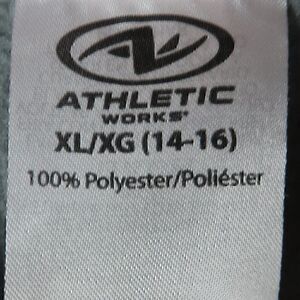 ATHLETIC
WORKS
XL/XG (14-16)
100% Polyester/Poliéster